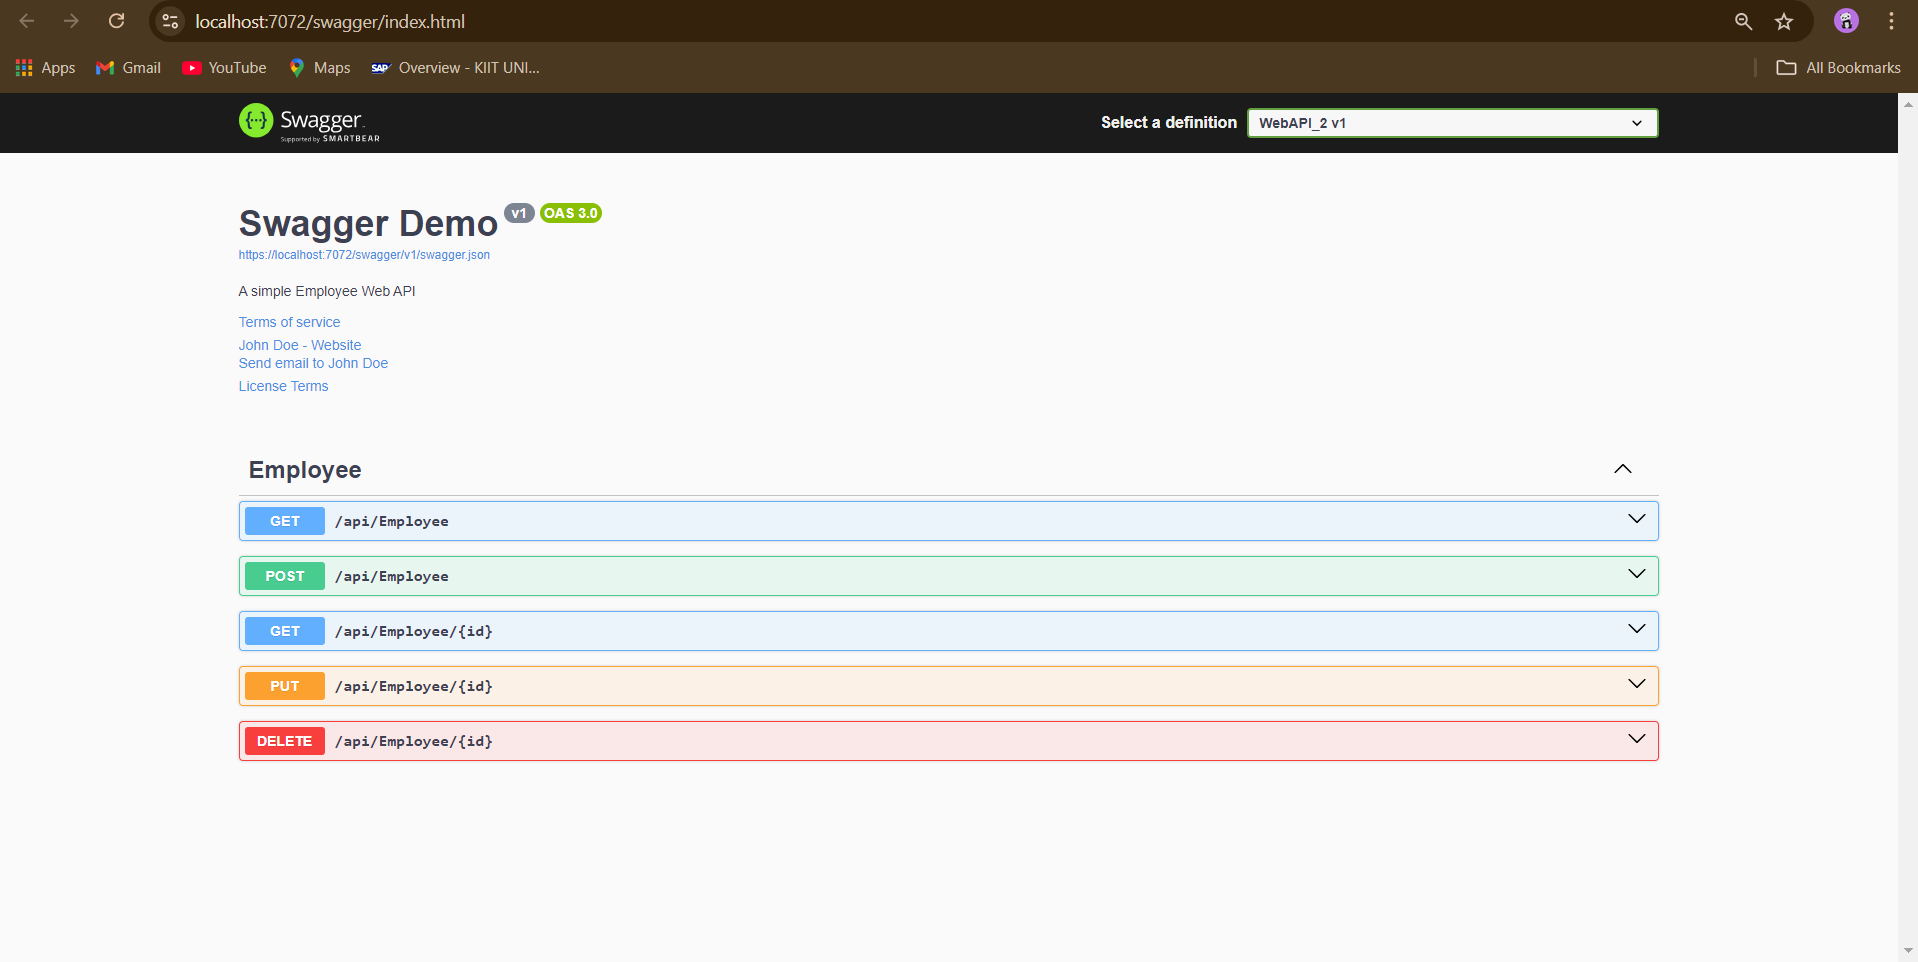 localhost:7072/swagger/index.html
Apps Gmail YouTube Maps SAP Overview - KIIT UNI... All Bookmarks
Swagger
Supported by SMARTBEAR
Select a definition WebAPI_2 v1
Swagger Demo v1 OAS 3.0
https://localhost:7072/swagger/v1/swagger.json
A simple Employee Web API
Terms of service
John Doe - Website
Send email to John Doe
License Terms
Employee
GET /api/Employee
POST /api/Employee
GET /api/Employee/{id}
PUT /api/Employee/{id}
DELETE /api/Employee/{id}